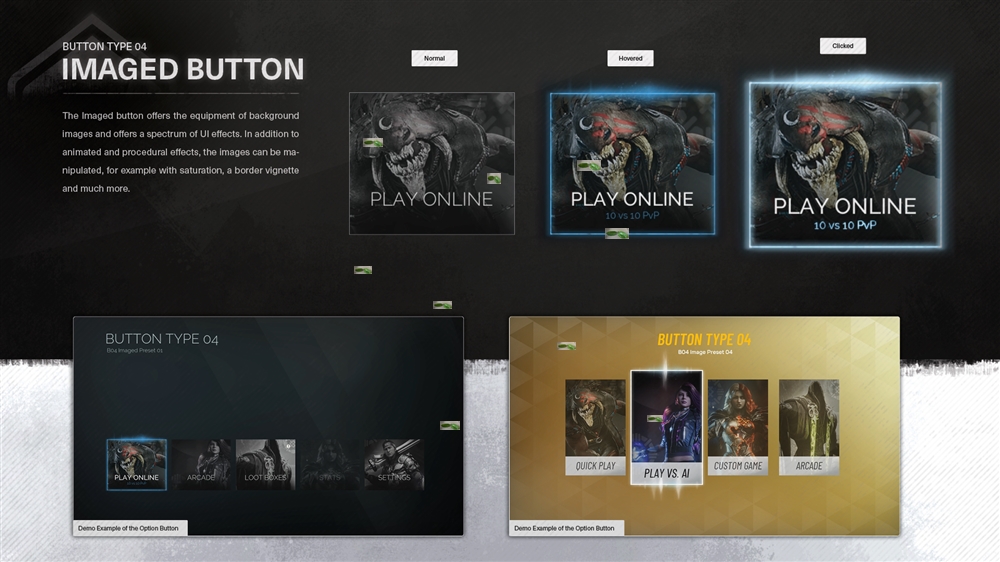 BUTTON TYPE 04
IMAGED BUTTON
The Imaged button offers the equipment of background
images and offers a spectrum of UI effects. In addition to
animated and procedural effects, the images can be ma-
nipulated, for example with saturation, a border vignette
and much more.
Normal
Hovered
Clicked
PLAY ONLINE
PLAY ONLINE
10 vs 10 PvP
PLAY ONLINE
10 vs 10 PvP
BUTTON TYPE 04
B04 Imaged Preset 01
PLAY ONLINE
ARCADE
LOOT BOXES
STATS
SETTINGS
Demo Example of the Option Button
BUTTON TYPE 04
B04 Image Preset 04
QUICK PLAY
PLAY VS. AI
CUSTOM GAME
ARCADE
Demo Example of the Option Button